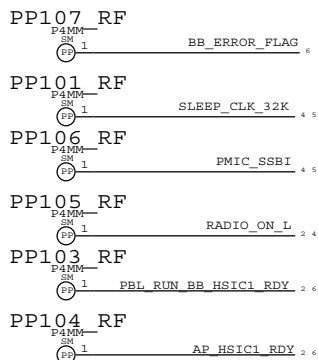 PP107_RF
P4MM
SM
PP 1 BB_ERROR_FLAG 6
PP101_RF
P4MM
SM
PP 1 SLEEP_CLK_32K 4 5
PP106_RF
P4MM
SM
PP 1 PMIC_SSBI 4 5
PP105_RF
P4MM
SM
PP 1 RADIO_ON_L 2 4
PP103_RF
P4MM
SM
PP 1 PBL_RUN_BB_HSIC1_RDY 2 6
PP104_RF
P4MM
SM
PP 1 AP_HSIC1_RDY 2 6